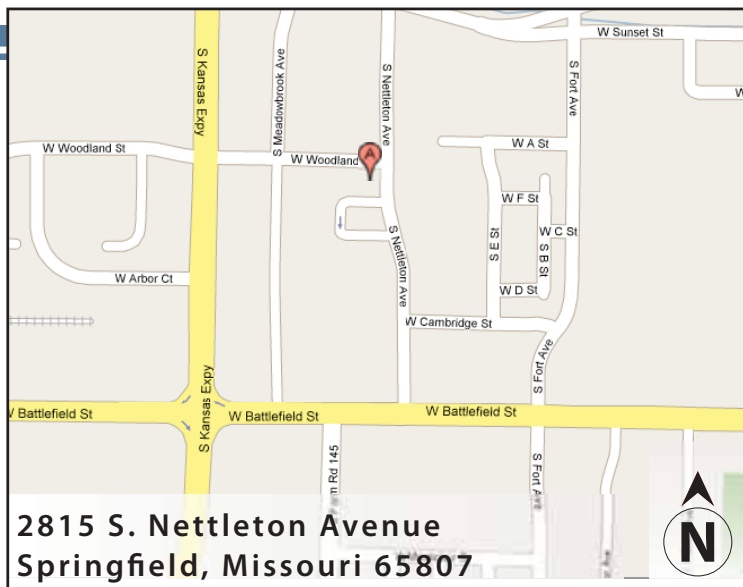 W Sunset St
S Kansas Expy
S Meadowbrook Ave
S Nettleton Ave
S Fort Ave
W
W Woodland St
W Woodland
A
W A St
W F St
S E St
W C St
S B St
S Nettleton Ave
W Arbor Ct
W D St
W Cambridge St
S Fort Ave
S Kansas Expy
W Battlefield St
W Battlefield St
W Battlefield St
Rd 145
S Fort Ave
Ave
2815 S. Nettleton Avenue
Springfield, Missouri 65807
N